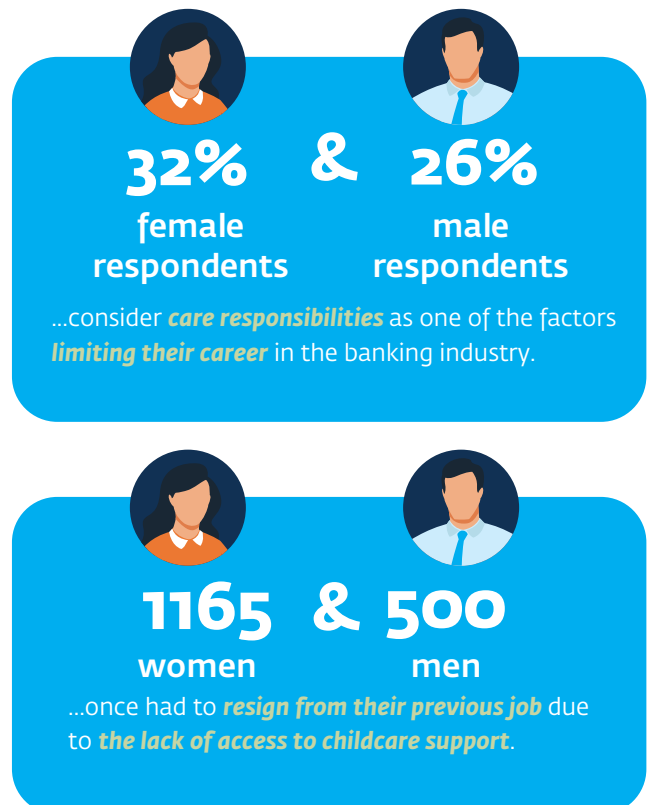 32% & 26%
female male
respondents respondents
...consider care responsibilities as one of the factors
limiting their career in the banking industry.
1165 & 500
women men
...once had to resign from their previous job due
to the lack of access to childcare support.